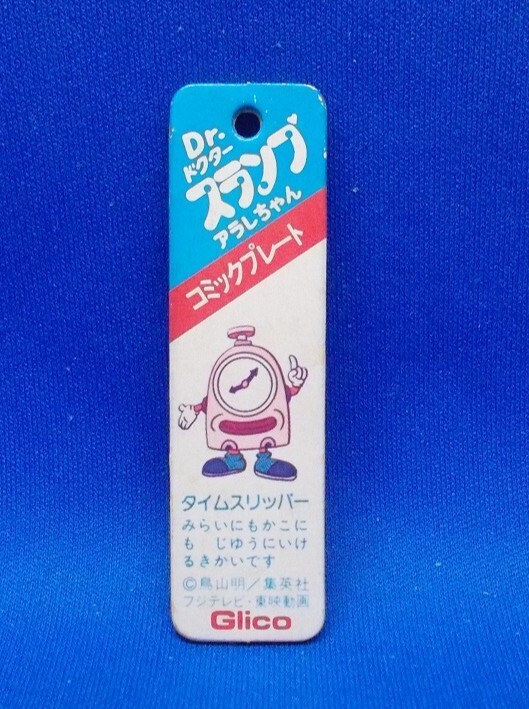 Dr.
ドクター
スランプ
アラレちゃん
コミックプレート
タイムスリッパー
みらいにもかこに
も じゆうにいけ
るきかいです
©鳥山明／集英社
フジテレビ・東映動画
Glico